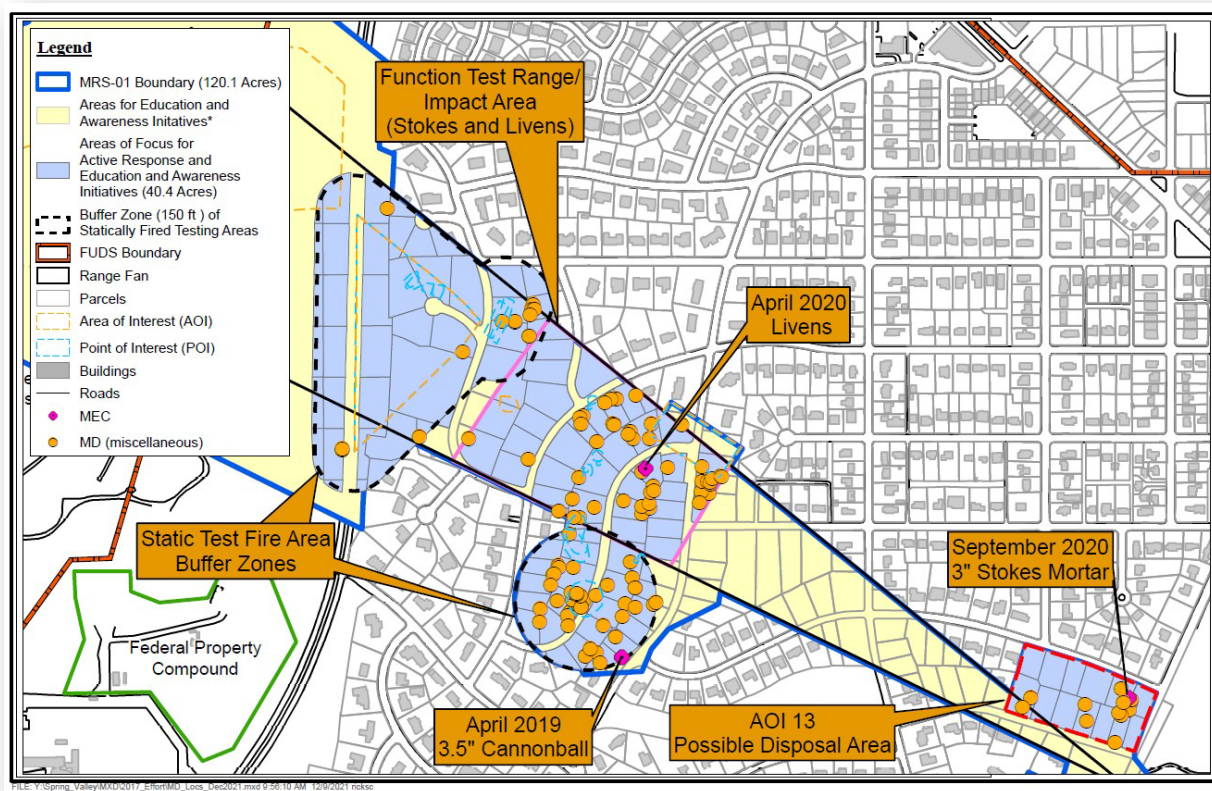 Legend
MRS-01 Boundary (120.1 Acres)
Areas for Education and
Awareness Initatives*
Areas of Focus for
Active Response and
Education and Awareness
Initiatives (40.4 Acres)
Buffer Zone (150 ft ) of
Statically Fired Testing Areas
FUDS Boundary
Range Fan
Parcels
Area of Interest (AOI)
Point of Interest (POI)
Buildings
Roads
MEC
MD (miscellaneous)
Function Test Range/
Impact Area
(Stokes and Livens)
April 2020
Livens
Static Test Fire Area
Buffer Zones
September 2020
3" Stokes Mortar
Federal Property
Compound
April 2019
3.5" Cannonball
AOI 13
Possible Disposal Area
FILE: Y:\Spring_Valley\MXD\2017_Effort\MD_Locs_Dec2021.mxd 9:56:10 AM 12/9/2021 ricksc